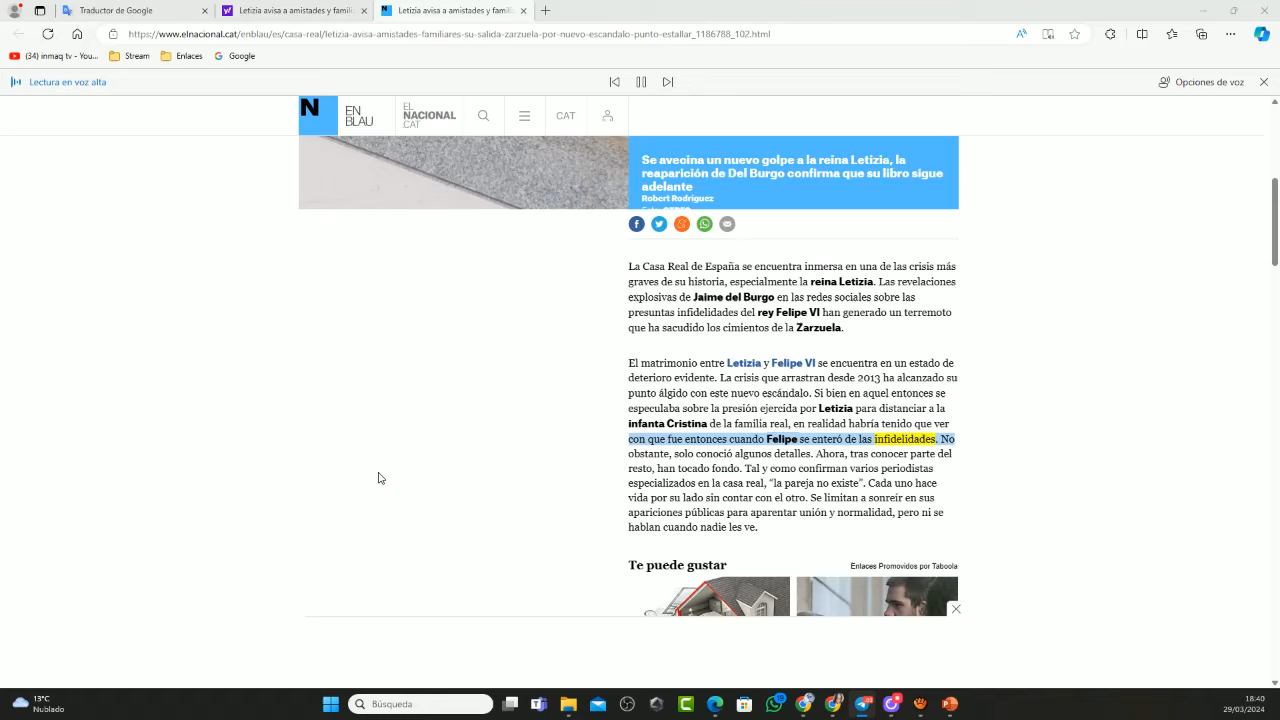 Traductor de Google
Letizia avisa a amistades y famili
Letizia avisa a amistades y famili
https://www.elnacional.cat/enblau/es/casa-real/letizia-avisa-amistades-familiares-su-salida-zarzuela-por-nuevo-escandalo-punto-estallar_1186788_102.html
(34) inmaq tv - You...
Stream
Enlaces
Google
Lectura en voz alta
Opciones de voz
N
EN BLAU
EL NACIONAL .CAT
CAT
Se avecina un nuevo golpe a la reina Letizia, la
reaparición de Del Burgo confirma que su libro sigue
adelante
Robert Rodríguez
La Casa Real de España se encuentra inmersa en una de las crisis más
graves de su historia, especialmente la reina Letizia. Las revelaciones
explosivas de Jaime del Burgo en las redes sociales sobre las
presuntas infidelidades del rey Felipe VI han generado un terremoto
que ha sacudido los cimientos de la Zarzuela.
El matrimonio entre Letizia y Felipe VI se encuentra en un estado de
deterioro evidente. La crisis que arrastran desde 2013 ha alcanzado su
punto álgido con este nuevo escándalo. Si bien en aquel entonces se
especulaba sobre la presión ejercida por Letizia para distanciar a la
infanta Cristina de la familia real, en realidad habría tenido que ver
con que fue entonces cuando Felipe se enteró de las infidelidades. No
obstante, solo conoció algunos detalles. Ahora, tras conocer parte del
resto, han tocado fondo. Tal y como confirman varios periodistas
especializados en la casa real, “la pareja no existe”. Cada uno hace
vida por su lado sin contar con el otro. Se limitan a sonreír en sus
apariciones públicas para aparentar unión y normalidad, pero ni se
hablan cuando nadie les ve.
Te puede gustar
Enlaces Promovidos por Taboola
13°C
Nublado
Búsqueda
18:40
29/03/2024